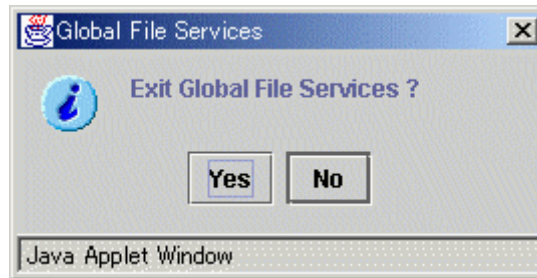 Global File Services
Exit Global File Services ?
Yes No
Java Applet Window